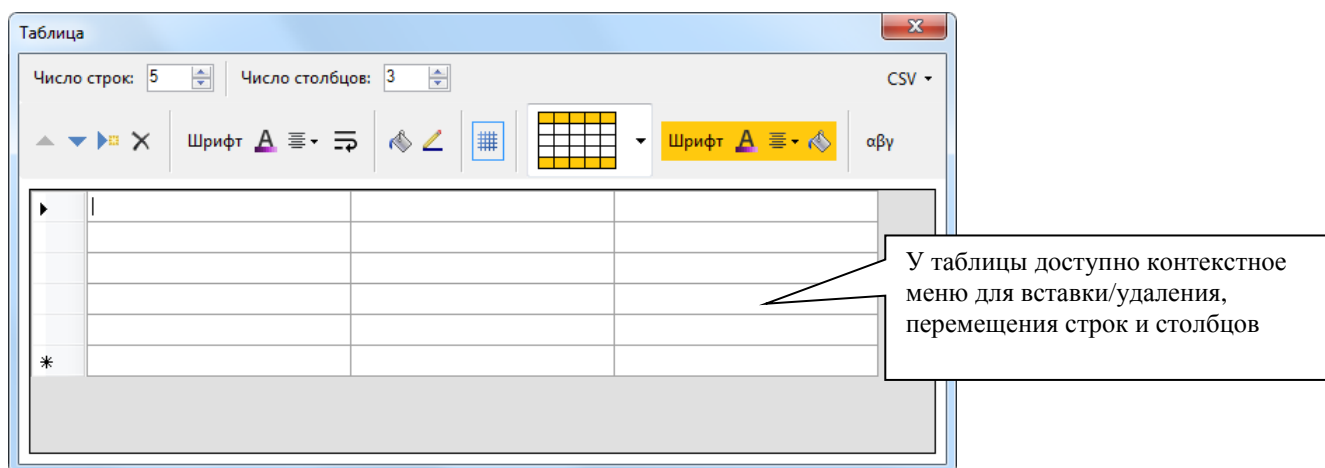 Таблица
Число строк: 5 Число столбцов: 3 CSV
Шрифт A Шрифт A αβγ
У таблицы доступно контекстное
меню для вставки/удаления,
перемещения строк и столбцов